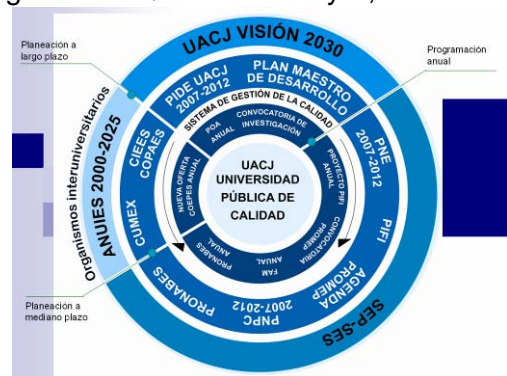 Planeación a
largo plazo
UACJ VISIÓN 2030
Programación
anual
Organismos interuniversitarios
ANUIES 2000-2025
PIDE UACJ
2007-2012
PLAN MAESTRO
DE DESARROLLO
SISTEMA DE GESTIÓN DE LA CALIDAD
CIEES
COPAES
CUMEX
PNE
2007-2012
PIFI
AGENDA
PROMEP
PNPC
2007-2012
PRONABES
SEP-SES
PDA
ANUAL
CONVOCATORIA DE
INVESTIGACIÓN
PROYECTO PIFI
ANUAL
CONVOCATORIA
PROMEP
FAM
ANUAL
PRONABES
ANUAL
NUEVA OFERTA
COEPES ANUAL
UACJ
UNIVERSIDAD
PÚBLICA DE
CALIDAD
Planeación a
mediano plazo